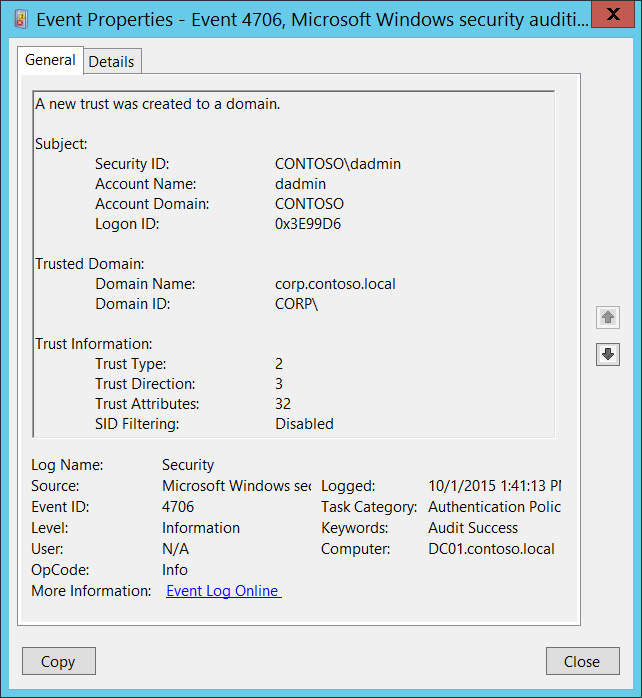 Event Properties - Event 4706, Microsoft Windows security auditi...
X
General Details
A new trust was created to a domain.
Subject:
Security ID: CONTOSO\dadmin
Account Name: dadmin
Account Domain: CONTOSO
Logon ID: 0x3E99D6
Trusted Domain:
Domain Name: corp.contoso.local
Domain ID: CORP\
Trust Information:
Trust Type: 2
Trust Direction: 3
Trust Attributes: 32
SID Filtering: Disabled
Log Name: Security
Source: Microsoft Windows sec Logged: 10/1/2015 1:41:13 PM
Event ID: 4706 Task Category: Authentication Polic
Level: Information Keywords: Audit Success
User: N/A Computer: DC01.contoso.local
OpCode: Info
More Information: Event Log Online
Copy Close